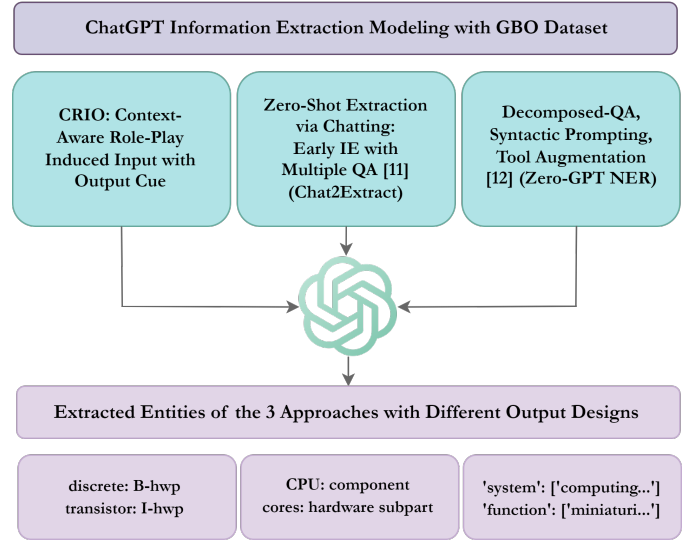 ChatGPT Information Extraction Modeling with GBO Dataset
CRIO: Context-
Aware Role-Play
Induced Input with
Output Cue
Zero-Shot Extraction
via Chatting:
Early IE with
Multiple QA [11]
(Chat2Extract)
Decomposed-QA,
Syntactic Prompting,
Tool Augmentation
[12] (Zero-GPT NER)
Extracted Entities of the 3 Approaches with Different Output Designs
discrete: B-hwp
transistor: I-hwp
CPU: component
cores: hardware subpart
'system': ['computing...']
'function': ['miniaturi...']